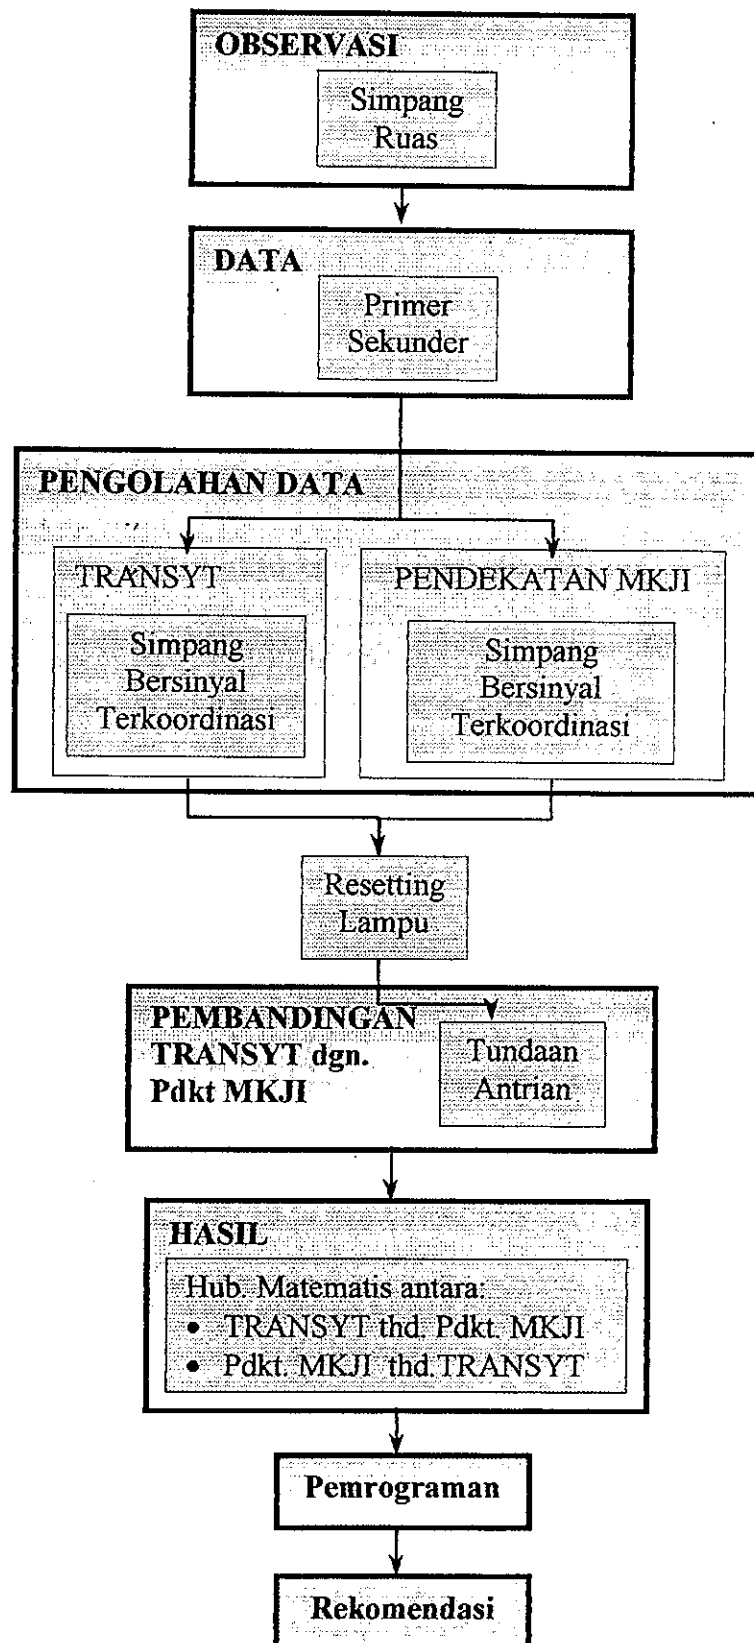 OBSERVASI
Simpang
Ruas
DATA
Primer
Sekunder
PENGOLAHAN DATA
TRANSYT
Simpang
Bersinyal
Terkoordinasi
PENDEKATAN MKJI
Simpang
Bersinyal
Terkoordinasi
Resetting
Lampu
PEMBANDINGAN
TRANSYT dgn.
Pdkt MKJI
Tundaan
Antrian
HASIL
Hub. Matematis antara:
• TRANSYT thd. Pdkt. MKJI
• Pdkt. MKJI thd.TRANSYT
Pemrograman
Rekomendasi